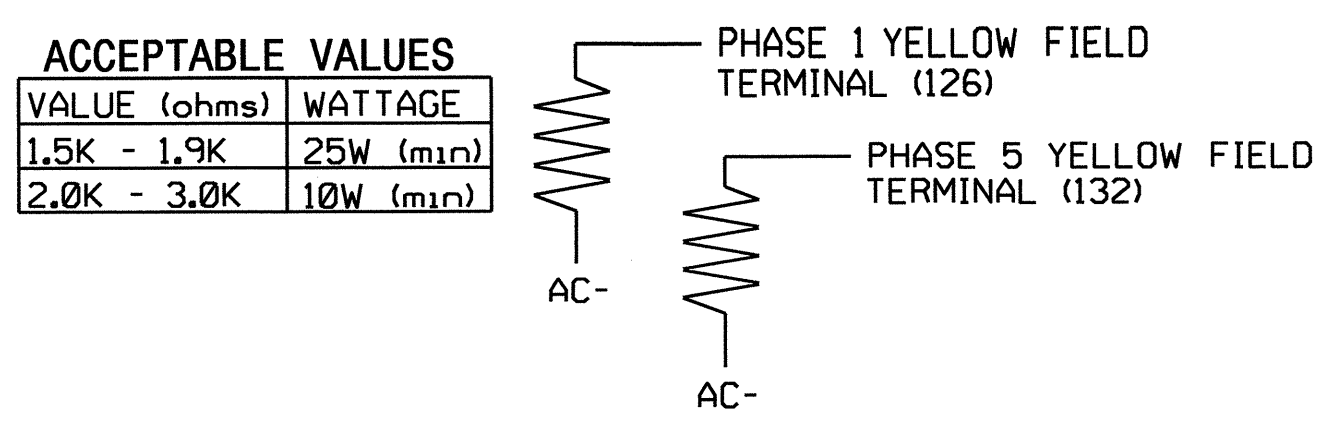 ACCEPTABLE VALUES
VALUE (ohms) WATTAGE
1.5K - 1.9K 25W (min)
2.0K - 3.0K 10W (min)
PHASE 1 YELLOW FIELD
TERMINAL (126)
AC-
PHASE 5 YELLOW FIELD
TERMINAL (132)
AC-